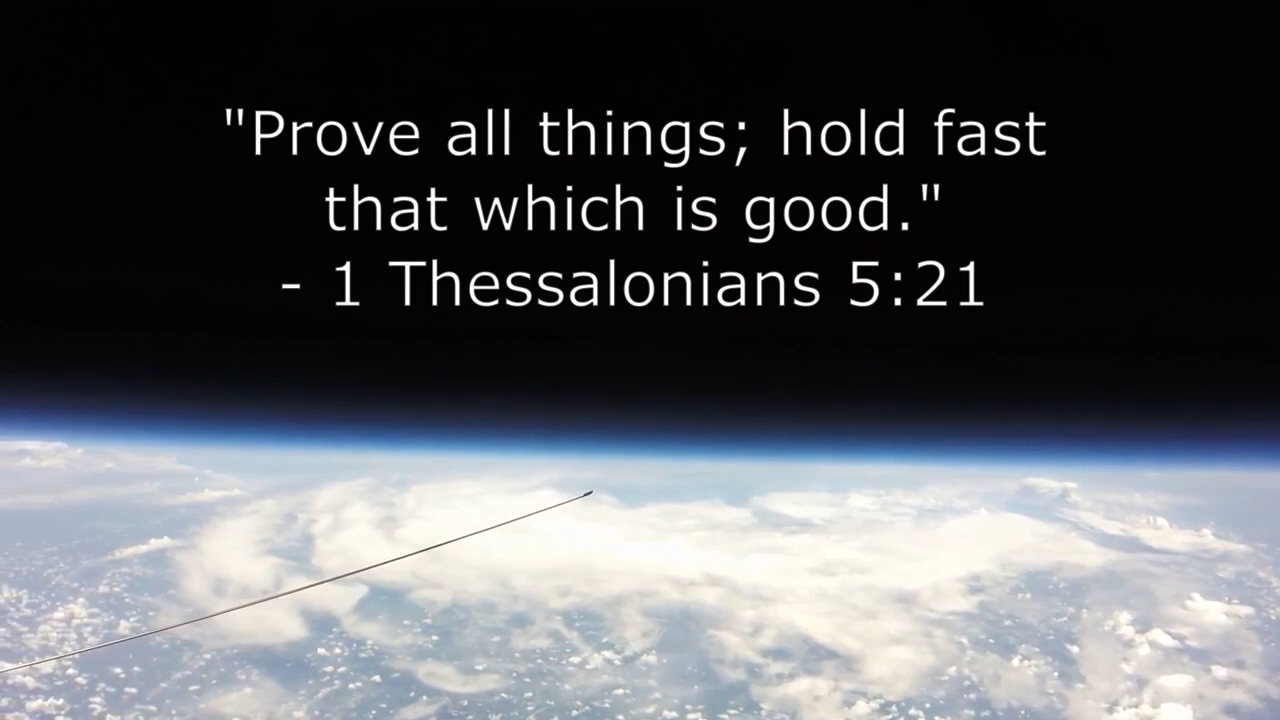 "Prove all things; hold fast
that which is good."
- 1 Thessalonians 5:21